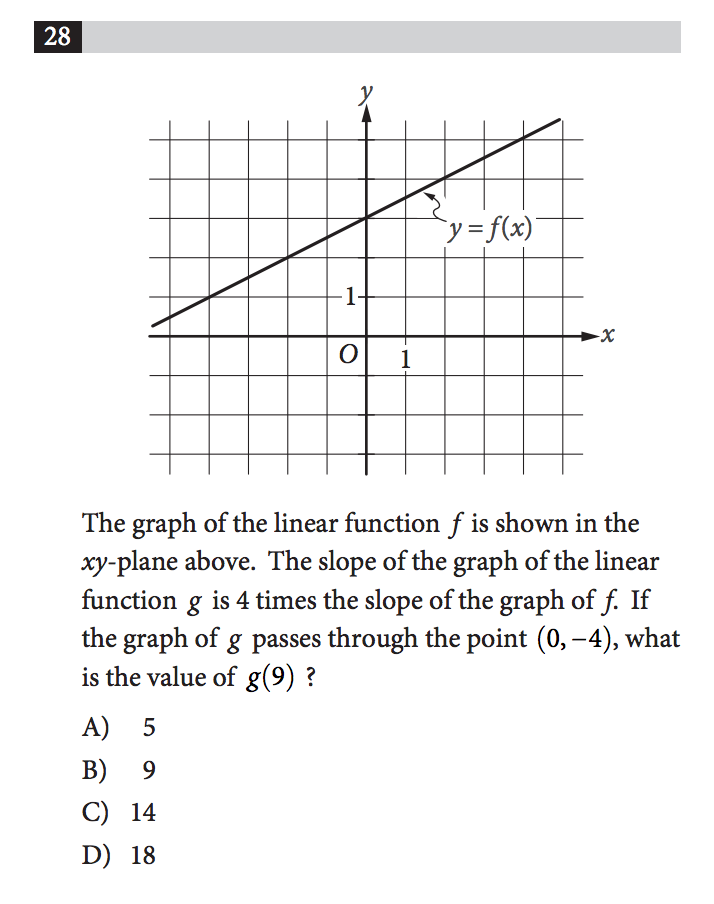 28
y
y = f(x)
1
x
O
1
The graph of the linear function f is shown in the
xy-plane above. The slope of the graph of the linear
function g is 4 times the slope of the graph of f. If
the graph of g passes through the point (0, −4), what
is the value of g(9) ?
A) 5
B) 9
C) 14
D) 18